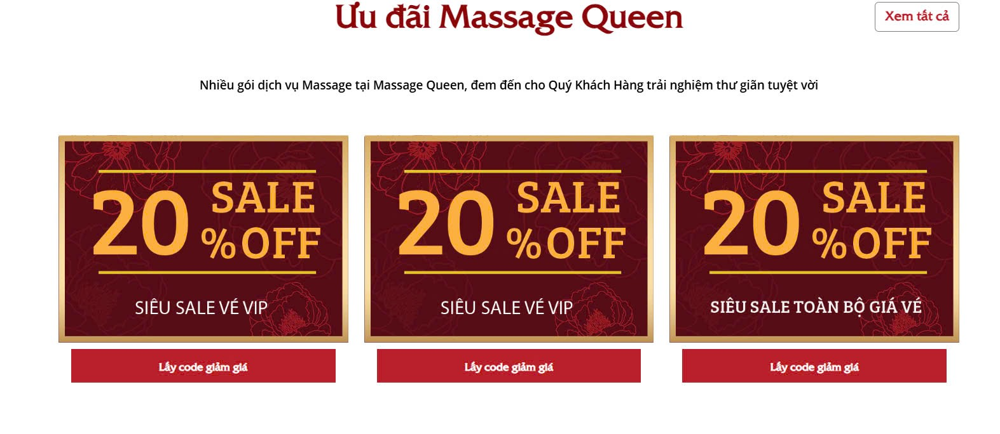 Ưu đãi Massage Queen
Xem tất cả
Nhiều gói dịch vụ Massage tại Massage Queen, đem đến cho Quý Khách Hàng trải nghiệm thư giãn tuyệt vời
20 SALE
% OFF
SIÊU SALE VÉ VIP
Lấy code giảm giá
20 SALE
% OFF
SIÊU SALE VÉ VIP
Lấy code giảm giá
20 SALE
% OFF
SIÊU SALE TOÀN BỘ GIÁ VÉ
Lấy code giảm giá